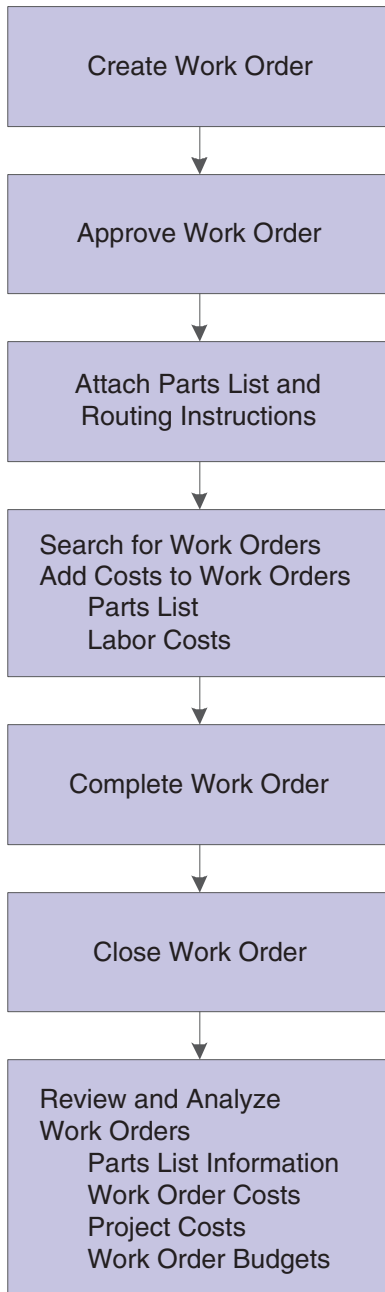 Create Work Order
Approve Work Order
Attach Parts List and
Routing Instructions
Search for Work Orders
Add Costs to Work Orders
Parts List
Labor Costs
Complete Work Order
Close Work Order
Review and Analyze
Work Orders
Parts List Information
Work Order Costs
Project Costs
Work Order Budgets